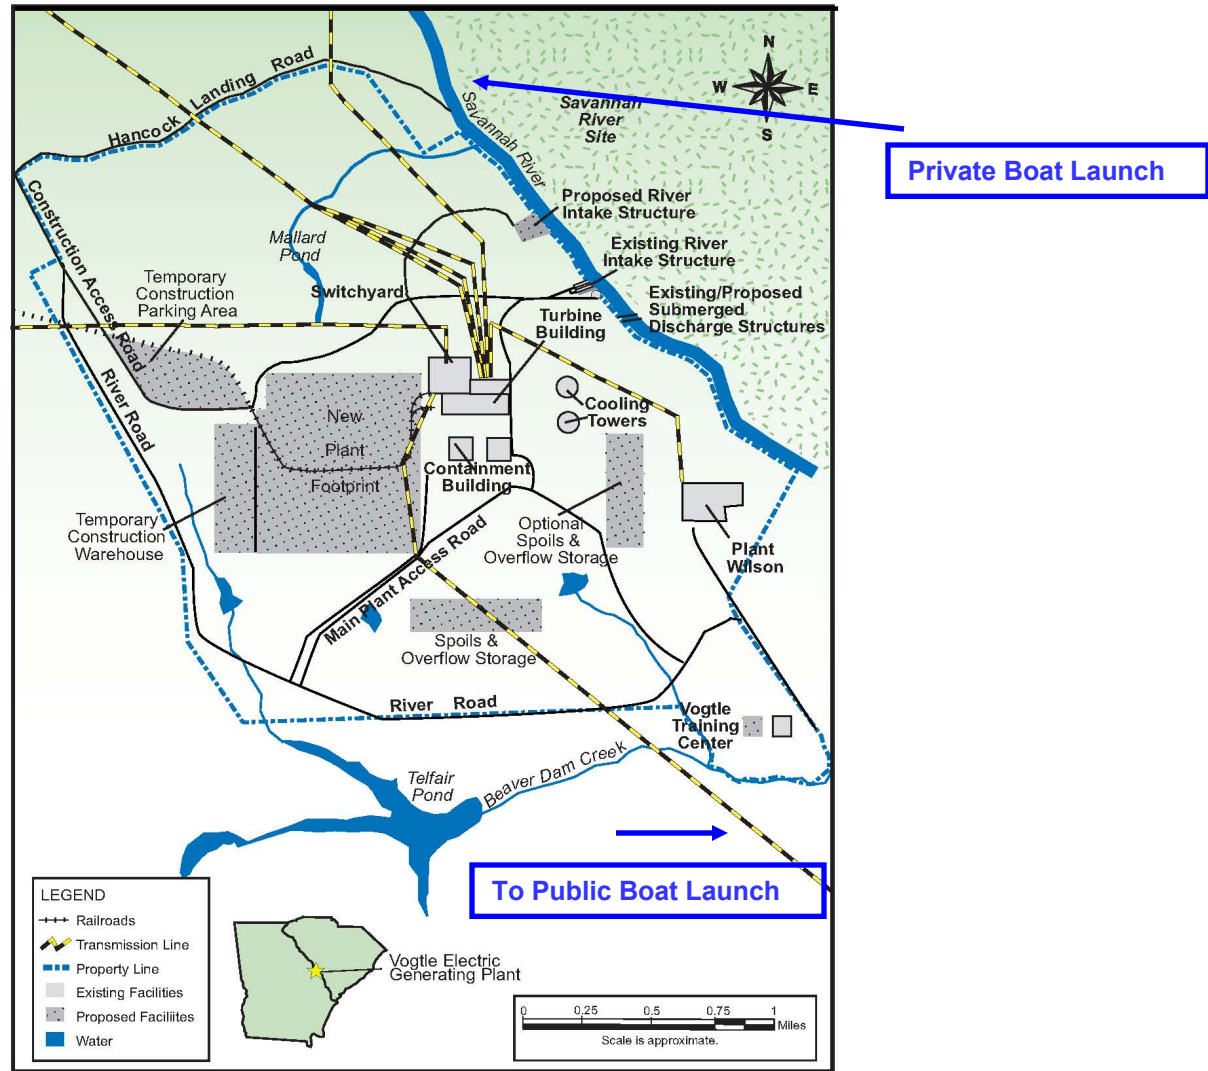 N
W
E
S
Hancock Landing Road
Savannah River
Savannah
River
Site
Private Boat Launch
Construction Access Road
Proposed River
Intake Structure
Mallard
Pond
Existing River
Intake Structure
Temporary
Construction
Parking Area
Switchyard
Existing/Proposed
Submerged
Discharge Structures
Turbine
Building
River Road
New
Plant
Footprint
Cooling
Towers
Containment
Building
Temporary
Construction
Warehouse
Optional
Spoils &
Overflow Storage
Plant
Wilson
Main Plant Access Road
Spoils &
Overflow Storage
River Road
Vogtle
Training
Center
Telfair
Pond
Beaver Dam Creek
To Public Boat Launch
LEGEND
Railroads
Transmission Line
Property Line
Existing Facilities
Proposed Faciliites
Water
Vogtle Electric
Generating Plant
0 0.25 0.5 0.75 1
Miles
Scale is approximate.